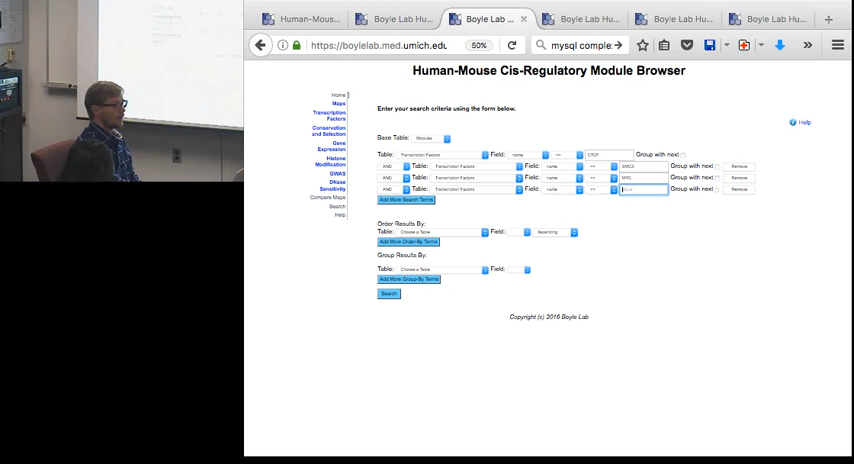 Human-Mous... Boyle Lab Hu... Boyle Lab ... Boyle Lab Hu... Boyle Lab Hu... Boyle Lab Hu...
https://boylelab.med.umich.edu 50% mysql comple
Human-Mouse Cis-Regulatory Module Browser
Home
Maps
Transcription
Factors
Conservation
and Selection
Gene
Expression
Histone
Modification
GWAS
DNase
Sensitivity
Compare Maps
Search
Help
Enter your search criteria using the form below.
Help
Base Table: Modules
Table: Transcription Factors Field: name == CTCF Group with next
AND Table: Transcription Factors Field: name == SMC3 Group with next Remove
AND Table: Transcription Factors Field: name == MYC Group with next Remove
AND Table: Transcription Factors Field: name == Group with next Remove
Add More Search Terms
Order Results By:
Table: Choose a Table Field: Ascending
Add More Order-By Terms
Group Results By:
Table: Choose a Table Field:
Add More Group-By Terms
Search
Copyright (c) 2016 Boyle Lab